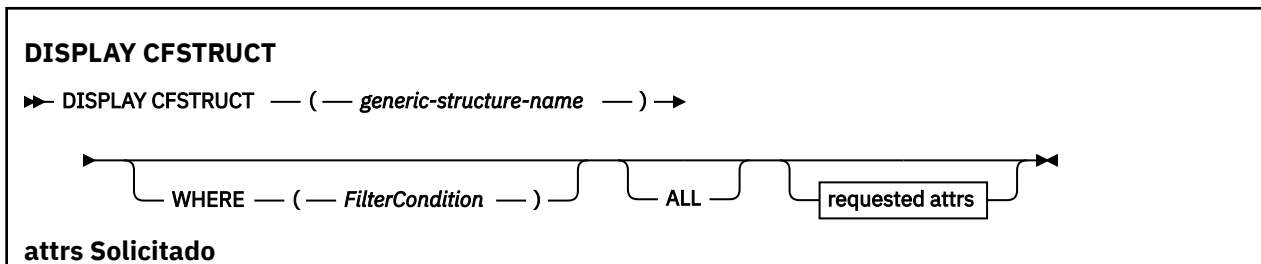 DISPLAY CFSTRUCT
DISPLAY CFSTRUCT ( generic-structure-name )
WHERE ( FilterCondition ) ALL requested attrs
attrs Solicitado